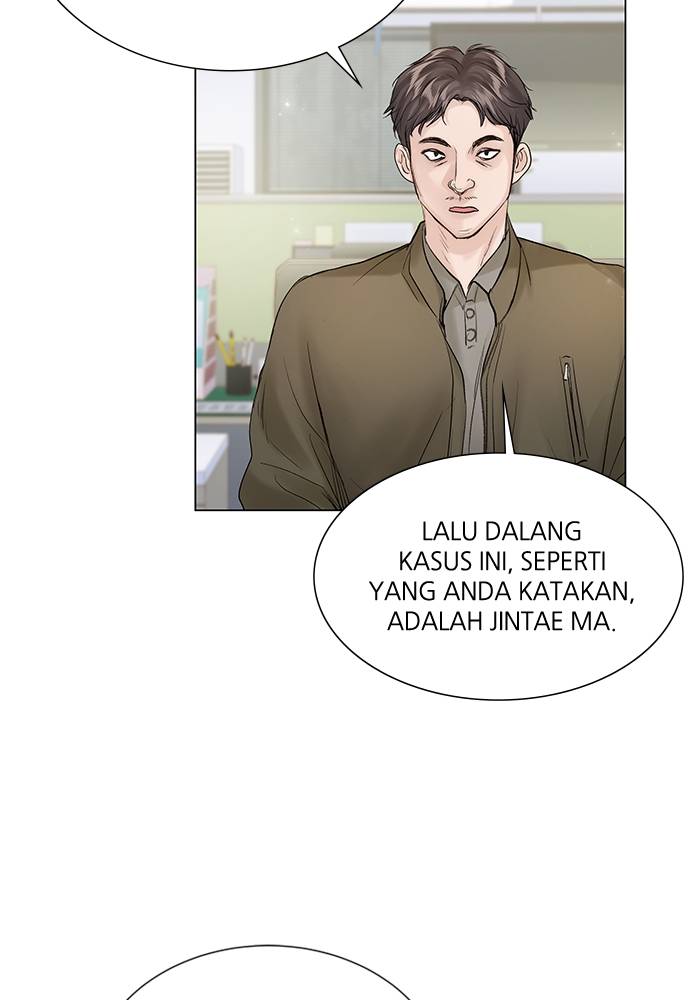 LALU DALANG
KASUS INI, SEPERTI
YANG ANDA KATAKAN,
ADALAH JINTAE MA.